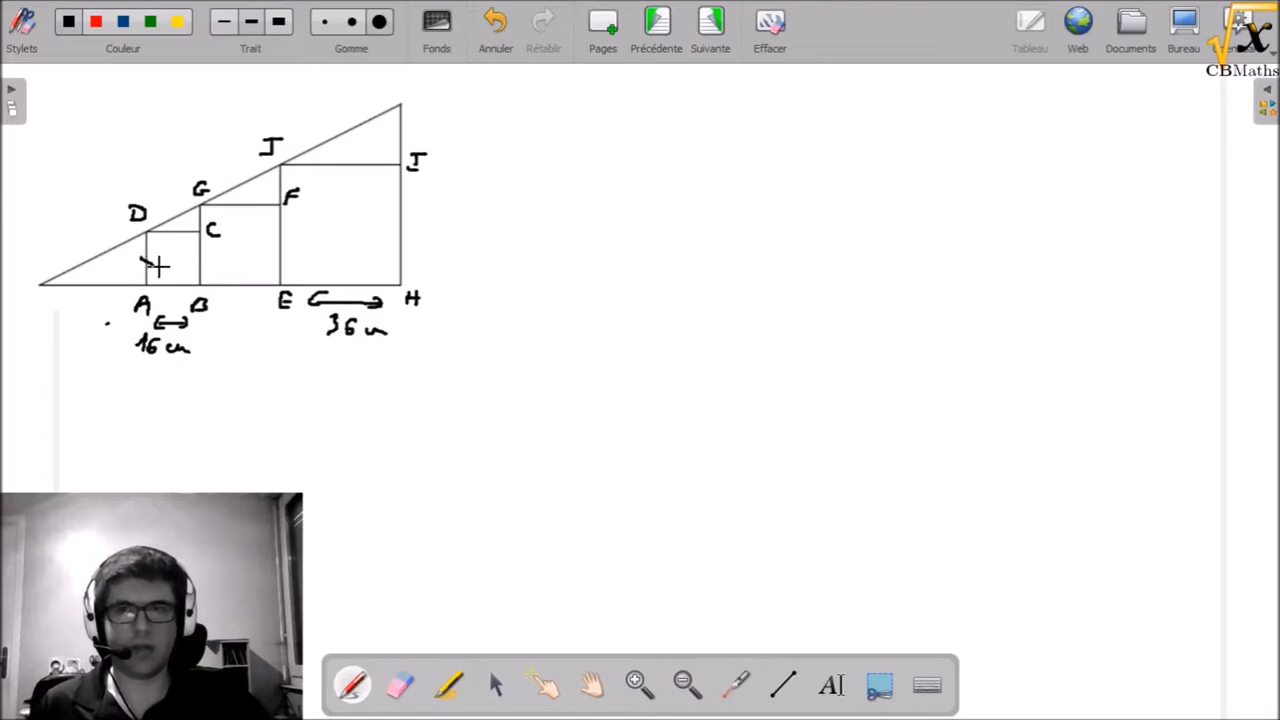 Stylets
Couleur
Trait
Gomme
Fonds
Annuler
Rétablir
Pages
Précédente
Suivante
Effacer
Tableau
Web
Documents
Bureau
√x
CBMaths
J
I
G
F
D
C
A B E H
36 cm
16 cm
AI